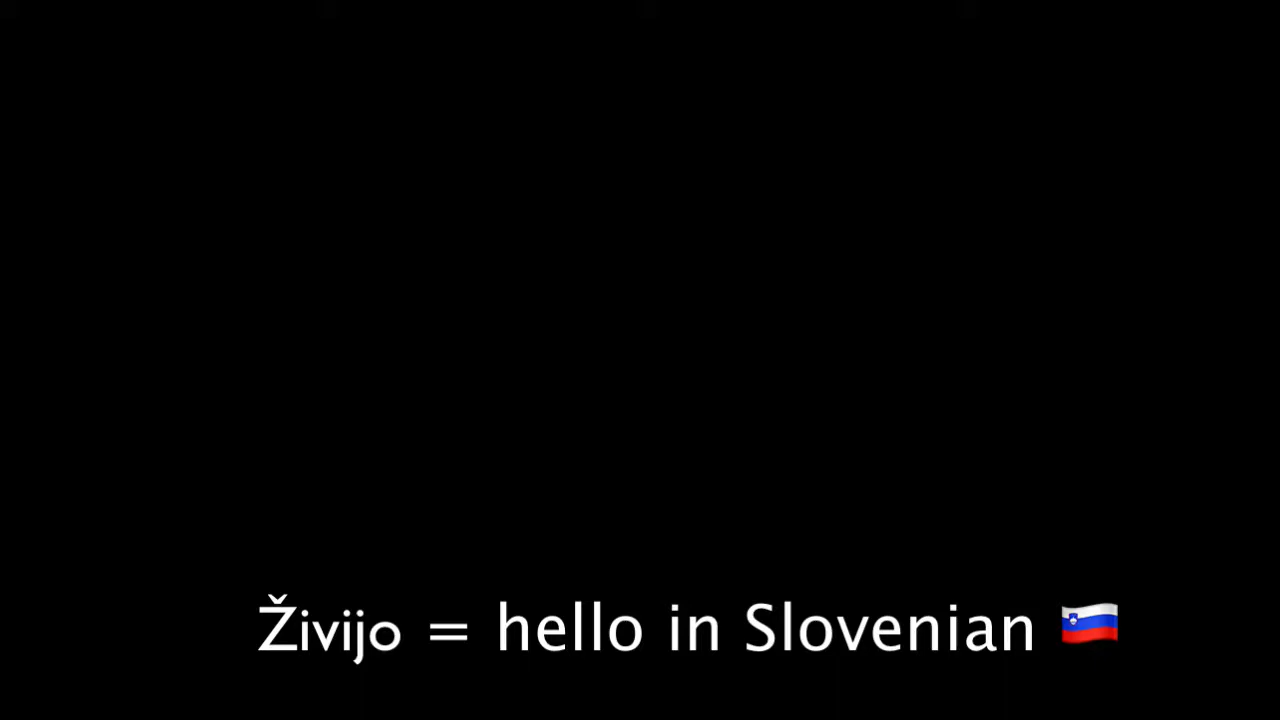 Živijo = hello in Slovenian 🇸🇮